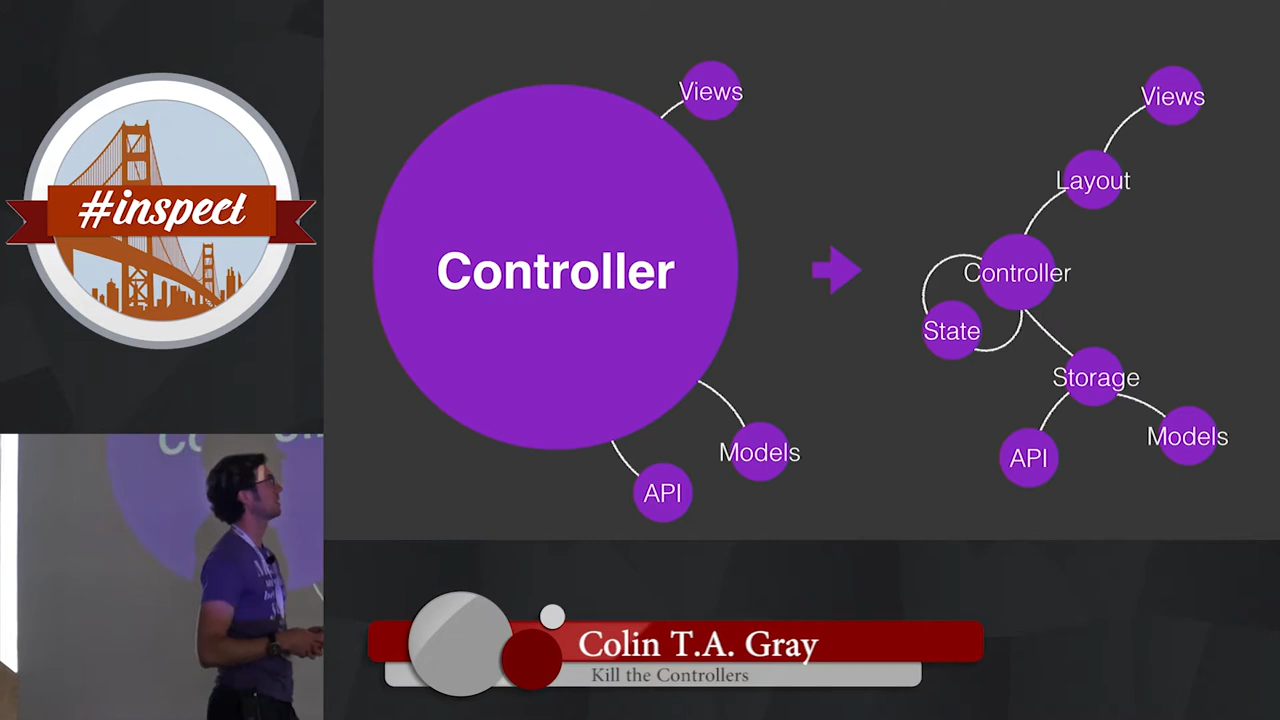 #inspect
Controller
Views
Models
API
Views
Layout
Controller
State
Storage
API
Models
Colin T.A. Gray
Kill the Controllers